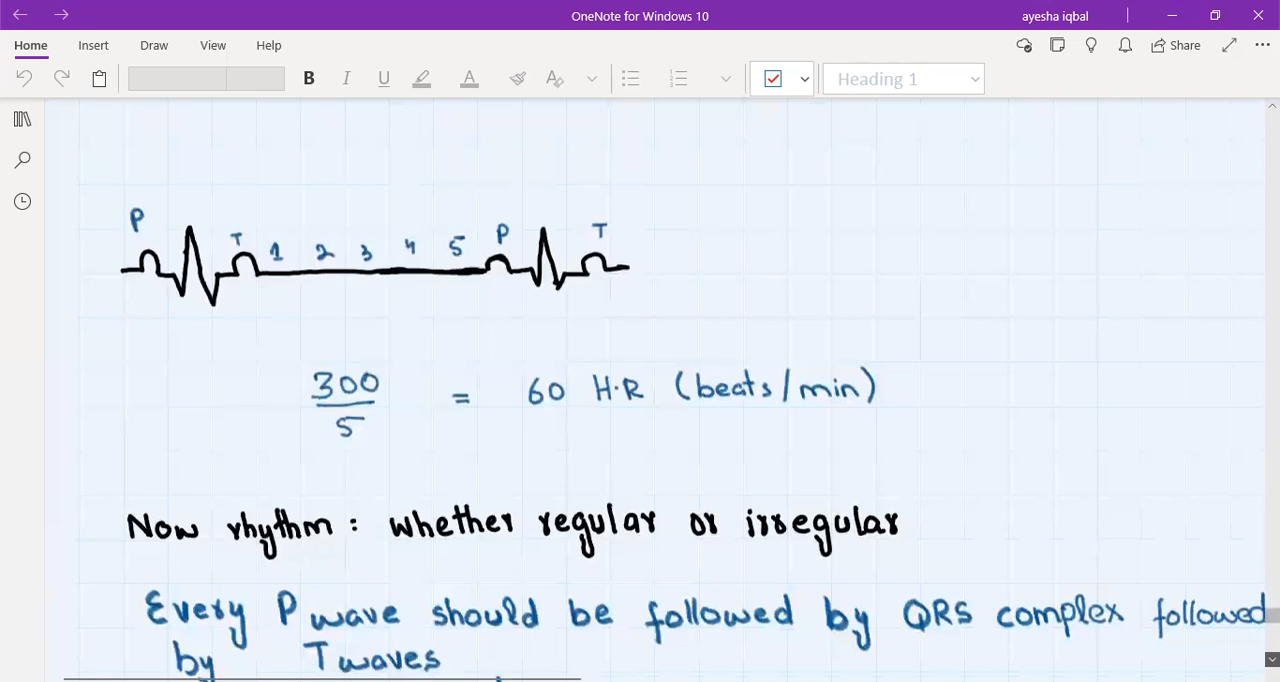 OneNote for Windows 10
ayesha iqbal
Home Insert Draw View Help
Share
B I U A A
Heading 1
P T 1 2 3 4 5 P T
300
5
= 60 H.R (beats/min)
Now rhythm: whether regular or irregular
Every P wave should be followed by QRS complex followed
by T waves